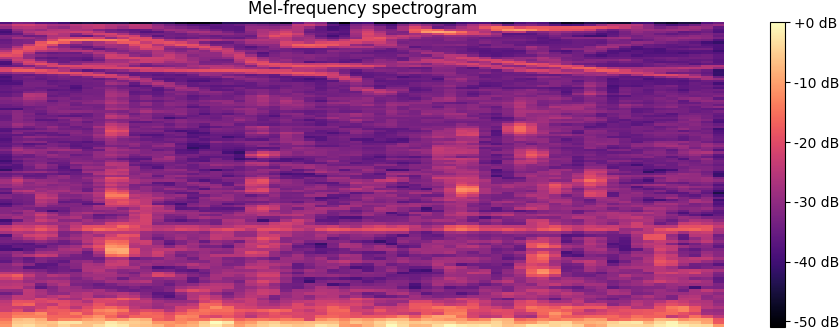 Mel-frequency spectrogram
+0 dB
-10 dB
-20 dB
-30 dB
-40 dB
-50 dB